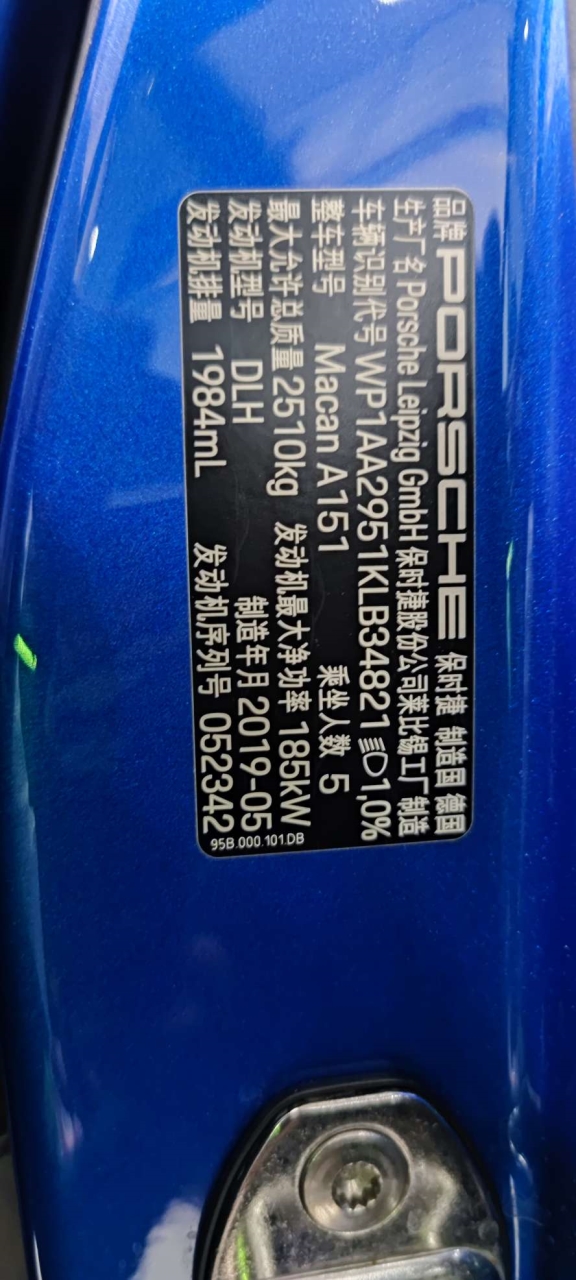 品牌 PORSCHE 保时捷 制造国 德国
生产厂名 Porsche Leipzig GmbH 保时捷股份公司莱比锡工厂 制造
车辆识别代号 WP1AA2951KLB34821 1,0%
整车型号 Macan A151 乘坐人数 5
最大允许总质量 2510kg 发动机最大净功率 185kW
发动机型号 DLH 制造年月 2019-05
发动机排量 1984mL 发动机序列号 052342
95B.000.101.DB